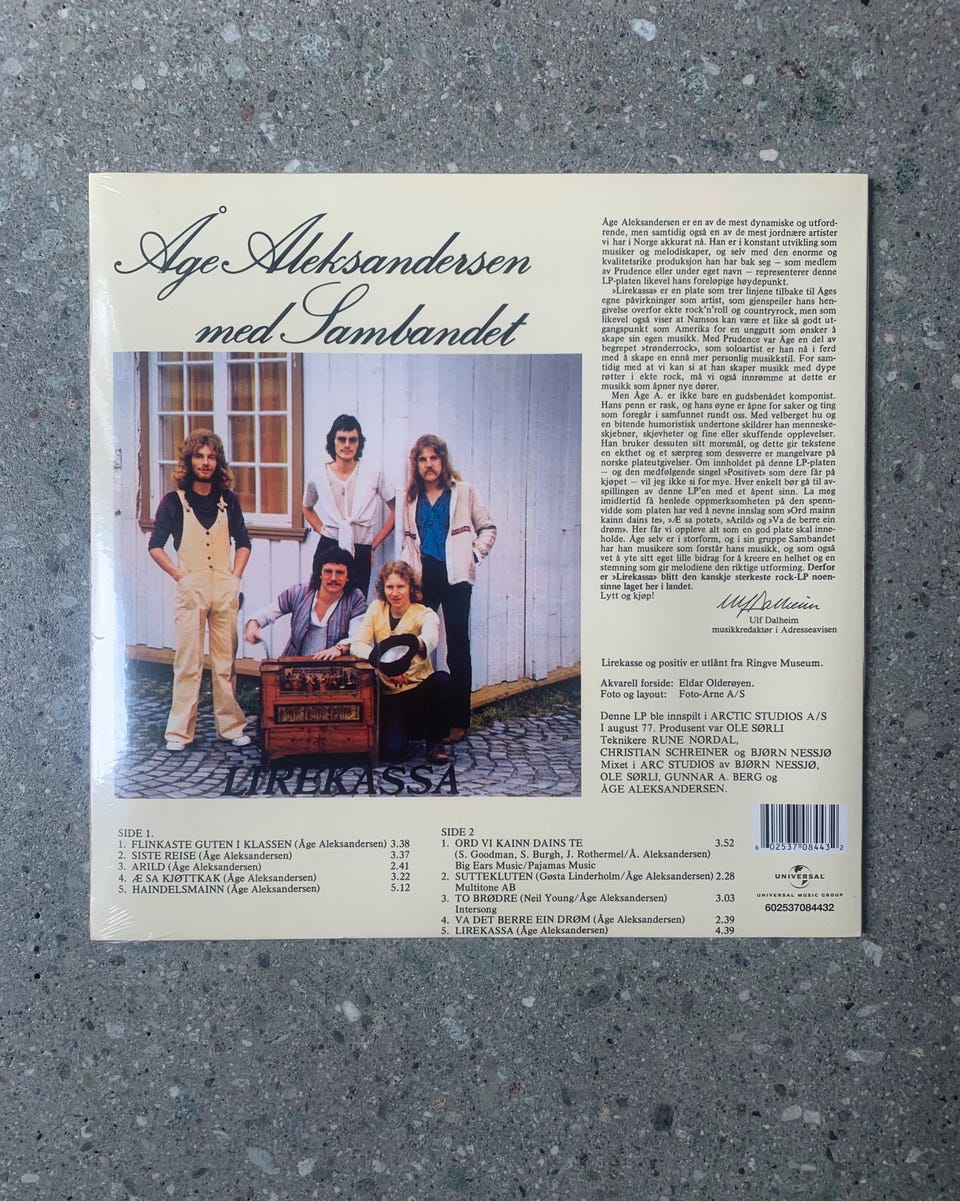 Åge Aleksandersen
med Sambandet
LIREKASSA
Åge Aleksandersen er en av de mest dynamiske og utford-
rende, men samtidig også en av de mest jordnære artister
vi har i Norge akkurat nå. Han er i konstant utvikling som
musiker og melodiskaper, og selv med den enorme og
kvalitetsrike produksjon han har bak seg — som medlem
av Prudence eller under eget navn — representerer denne
LP-platen likevel hans foreløpige høydepunkt.
»Lirekassa» er en plate som trer linjene tilbake til Åges
egne påvirkninger som artist, som gjenspeiler hans hen-
givelse overfor ekte rock'n'roll og countryrock, men som
likevel også viser at Namsos kan være et like så godt ut-
gangspunkt som Amerika for en unggutt som ønsker å
skape sin egen musikk. Med Prudence var Åge en del av
begrepet »trønderrock», som soloartist er han nå i ferd
med å skape en ennå mer personlig musikkstil. For sam-
tidig med at vi kan si at han skaper musikk med dype
røtter i ekte rock, må vi også innrømme at dette er
musikk som åpner nye dører.
Men Åge A. er ikke bare en gudsbenådet komponist.
Hans penn er rask, og hans øyne er åpne for saker og ting
som foregår i samfunnet rundt oss. Med velberget hu og
en bitende humoristisk undertone skildrer han menneske-
skjebner, skjevheter og fine eller skuffende opplevelser.
Han bruker dessuten sitt morsmål, og dette gir tekstene
en ekthet og et særpreg som dessverre er mangelvare på
norske plateutgivelser. Om innholdet på denne LP-platen
— og den medfølgende singel »Positivet» som dere får på
kjøpet — vil jeg ikke si for mye. Hver enkelt bør gå til av-
spillingen av denne LP'en med et åpent sinn. La meg
imidlertid få henlede oppmerksomheten på den spenn-
vidde som platen har ved å nevne innslag som »Ord mainn
kainn dains te», »Æ sa potet», »Arild» og »Va de berre ein
drøm». Her får vi oppleve alt som en god plate skal inne-
holde. Åge selv er i storform, og i sin gruppe Sambandet
har han musikere som forstår hans musikk, og som også
vet å yte sitt eget lille bidrag for å kreere en helhet og en
stemning som gir melodiene den riktige utforming. Derfor
er »Lirekassa» blitt den kanskje sterkeste rock-LP noen-
sinne laget her i landet.
Lytt og kjøp!
Ulf Dalheim
Ulf Dalheim
musikkredaktør i Adresseavisen
Lirekasse og positiv er utlånt fra Ringve Museum.
Akvarell forside: Eldar Olderøyen.
Foto og layout: Foto-Arne A/S
Denne LP ble innspilt i ARCTIC STUDIOS A/S
I august 77. Produsent var OLE SØRLI
Teknikere RUNE NORDAL,
CHRISTIAN SCHREINER og BJØRN NESSJØ
Mixet i ARC STUDIOS av BJØRN NESSJØ,
OLE SØRLI, GUNNAR A. BERG og
ÅGE ALEKSANDERSEN.
SIDE 1.
1. FLINKASTE GUTEN I KLASSEN (Åge Aleksandersen) 3.38
2. SISTE REISE (Åge Aleksandersen) 3.37
3. ARILD (Åge Aleksandersen) 2.41
4. Æ SA KJØTTKAK (Åge Aleksandersen) 3.22
5. HAINDELSMAINN (Åge Aleksandersen) 5.12
SIDE 2
1. ORD VI KAINN DAINS TE 3.52
(S. Goodman, S. Burgh, J. Rothermel/Å. Aleksandersen)
Big Ears Music/Pajamas Music
2. SUTTEKLUTEN (Gøsta Linderholm/Åge Aleksandersen) 2.28
Multitone AB
3. TO BRØDRE (Neil Young/Åge Aleksandersen) 3.03
Intersong
4. VA DET BERRE EIN DRØM (Åge Aleksandersen) 2.39
5. LIREKASSA (Åge Aleksandersen) 4.39
6 02537 08443 2
UNIVERSAL
UNIVERSAL MUSIC GROUP
602537084432